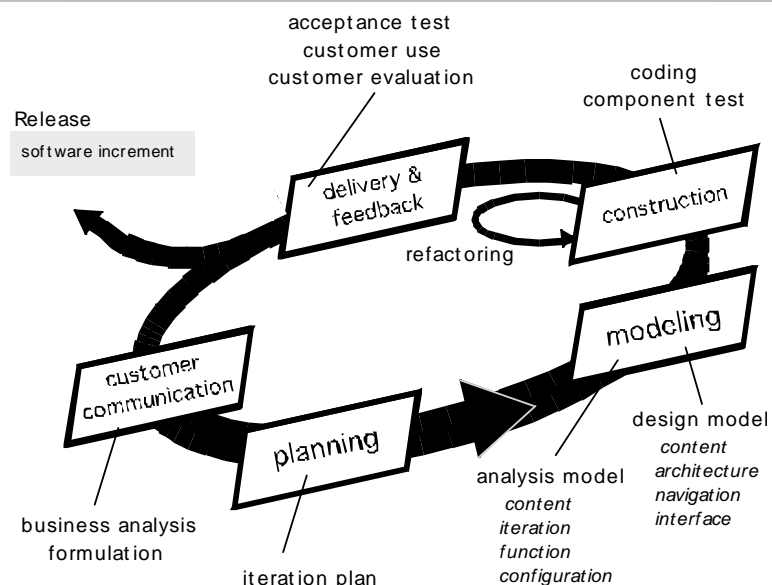 acceptance test
customer use
customer evaluation
coding
component test
Release
software increment
delivery &
feedback
construction
refactoring
modeling
customer
communication
planning
design model
content
architecture
navigation
interface
analysis model
content
iteration
function
configuration
business analysis
formulation
iteration plan